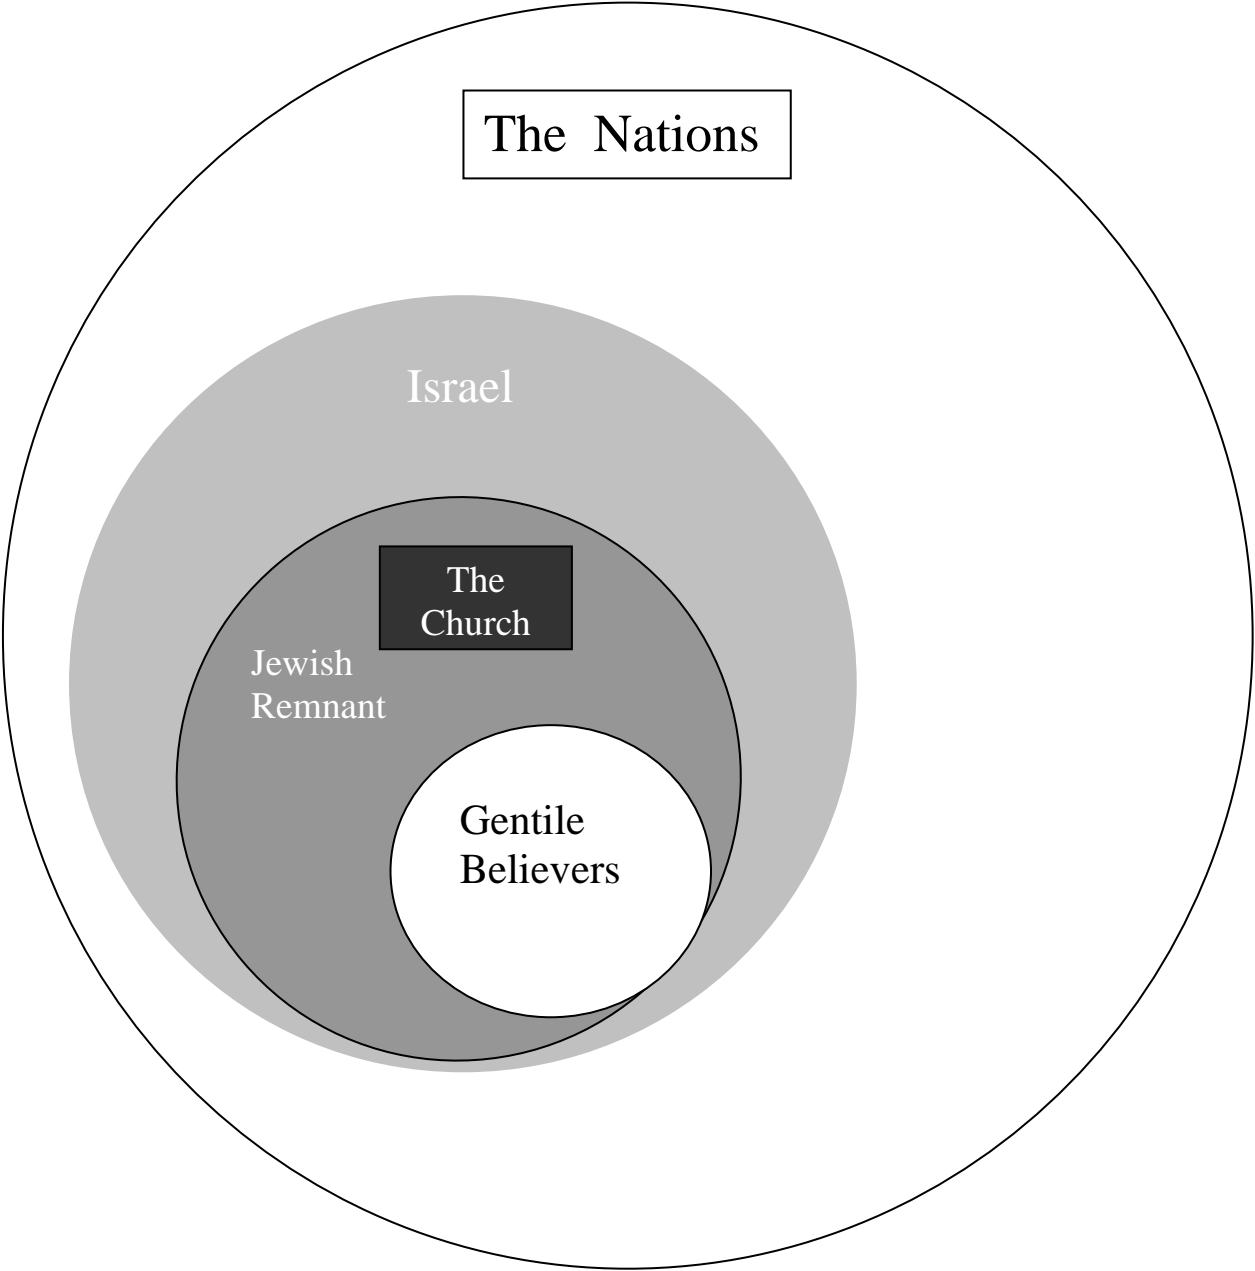 The Nations
Israel
The
Church
Jewish
Remnant
Gentile
Believers